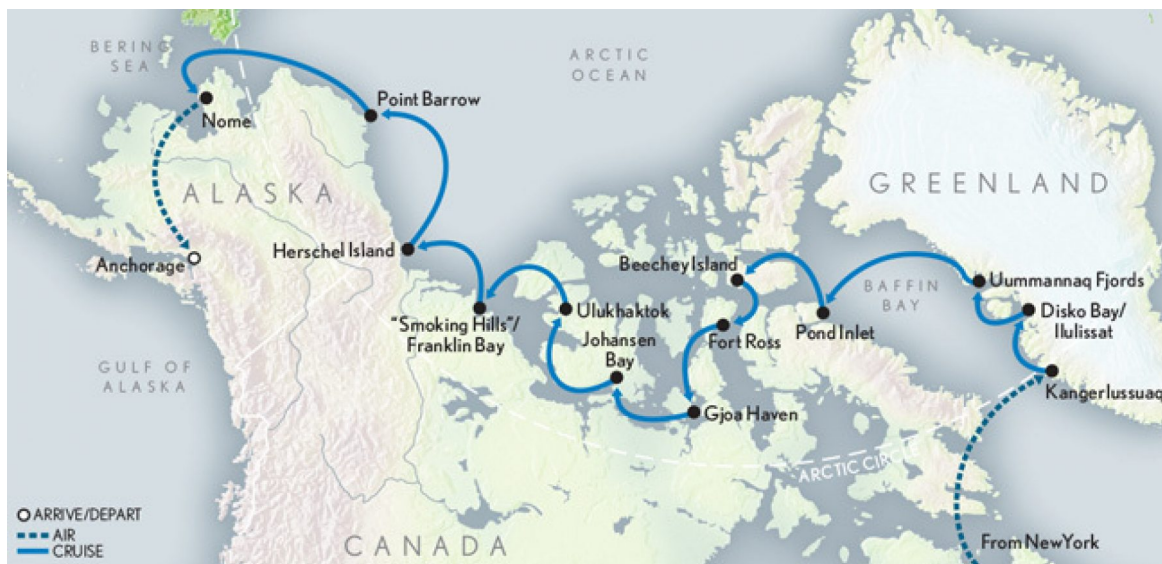 BERING
SEA
ARCTIC
OCEAN
Point Barrow
Nome
ALASKA
GREENLAND
Herschel Island
Anchorage
Beechey Island
Uummannaq Fjords
BAFFIN
BAY
"Smoking Hills"/
Franklin Bay
Ulukhaktok
Johansen
Bay
Fort Ross
Pond Inlet
Disko Bay/
Ilulissat
GULF OF
ALASKA
Kangerlussuaq
Gjoa Haven
ARCTIC CIRCLE
ARRIVE/DEPART
AIR
CRUISE
CANADA
From New York